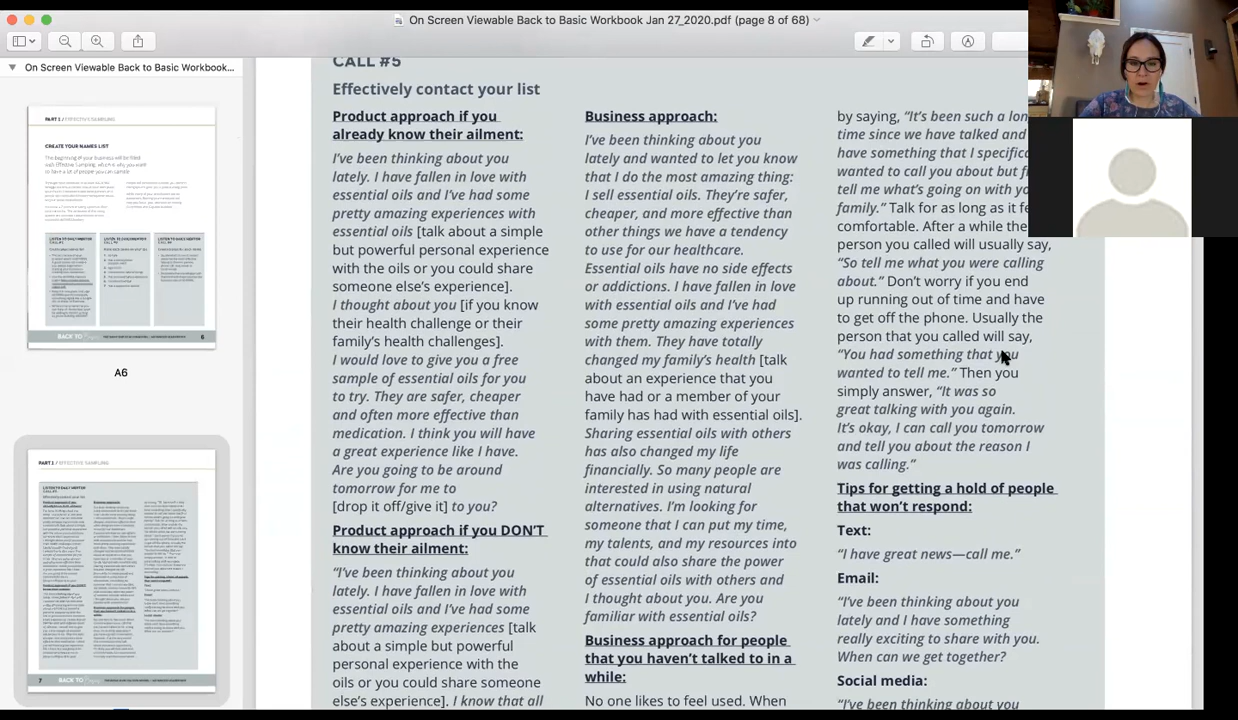 On Screen Viewable Back to Basic Workbook Jan 27_2020.pdf (page 8 of 68)
On Screen Viewable Back to Basic Workbook...
PART 2 / EFFECTIVE SAMPLING
CREATE YOUR NAMES LIST
BACK TO
6
A6
PART 2 / EFFECTIVE SAMPLING
7
BACK TO
CALL #5
Effectively contact your list
Product approach if you
already know their ailment:
I've been thinking about you
lately. I have fallen in love with
essential oils and I've had some
pretty amazing experiences with
essential oils [talk about a simple
but powerful personal experience
with the oils or you could share
someone else's experience].
I thought about you [if you know
their health challenge or their
family's health challenges].
I would love to give you a free
sample of essential oils for you
to try. They are safer, cheaper
and often more effective than
medication. I think you will have
a great experience like I have.
Are you going to be around
tomorrow for me to
[drop it off/give it] to you?
Product approach if you DON'T
know their ailment:
"I've been thinking about you
lately. I have fallen in love with
essential oils and I've had some
pretty amazing experiences [talk
about a simple but powerful
personal experience with the
oils or you could share someone
else's experience]. I know that all
Business approach:
I've been thinking about you
lately and wanted to let you know
that I do the most amazing thing:
I sell essential oils. They're safer,
cheaper, and more effective than
other things we have a tendency
to use for our healthcare.
Essential oils have no side effects
or addictions. I have fallen in love
with essential oils and I've had
some pretty amazing experiences
with them. They have totally
changed my family's health [talk
about an experience that you
have had or a member of your
family has had with essential oils].
Sharing essential oils with others
has also changed my life
financially. So many people are
interested in using natural
alternatives. I'm looking for
someone that I can put my time,
my talents, and my resources into
that could also share the power
of essential oils with others and
I thought about you. Are you
familiar with essential oils?
Business approach for people
that you haven't talked to in a
while:
No one likes to feel used. When
by saying, "It's been such a
time since we have talked and
have something that I
wanted to call you about but
tell me what's going on with
family." Talk for as long as it
comfortable. After a while the
person you called will usually say,
"So tell me what you were calling
about." Don't worry if you end
up running out of time and have
to get off the phone. Usually the
person that you called will say,
"You had something that you
wanted to tell me." Then you
simply answer, "It was so
great talking with you again.
It's okay, I can call you tomorrow
and tell you about the reason I
was calling."
Tips for getting a hold of people
that won't respond:
Text:
"I have great news—call me."
Email:
I've been thinking about you
lately and I have something
really exciting to share with you.
When can we get together?
Social media:
"I've been thinking about you